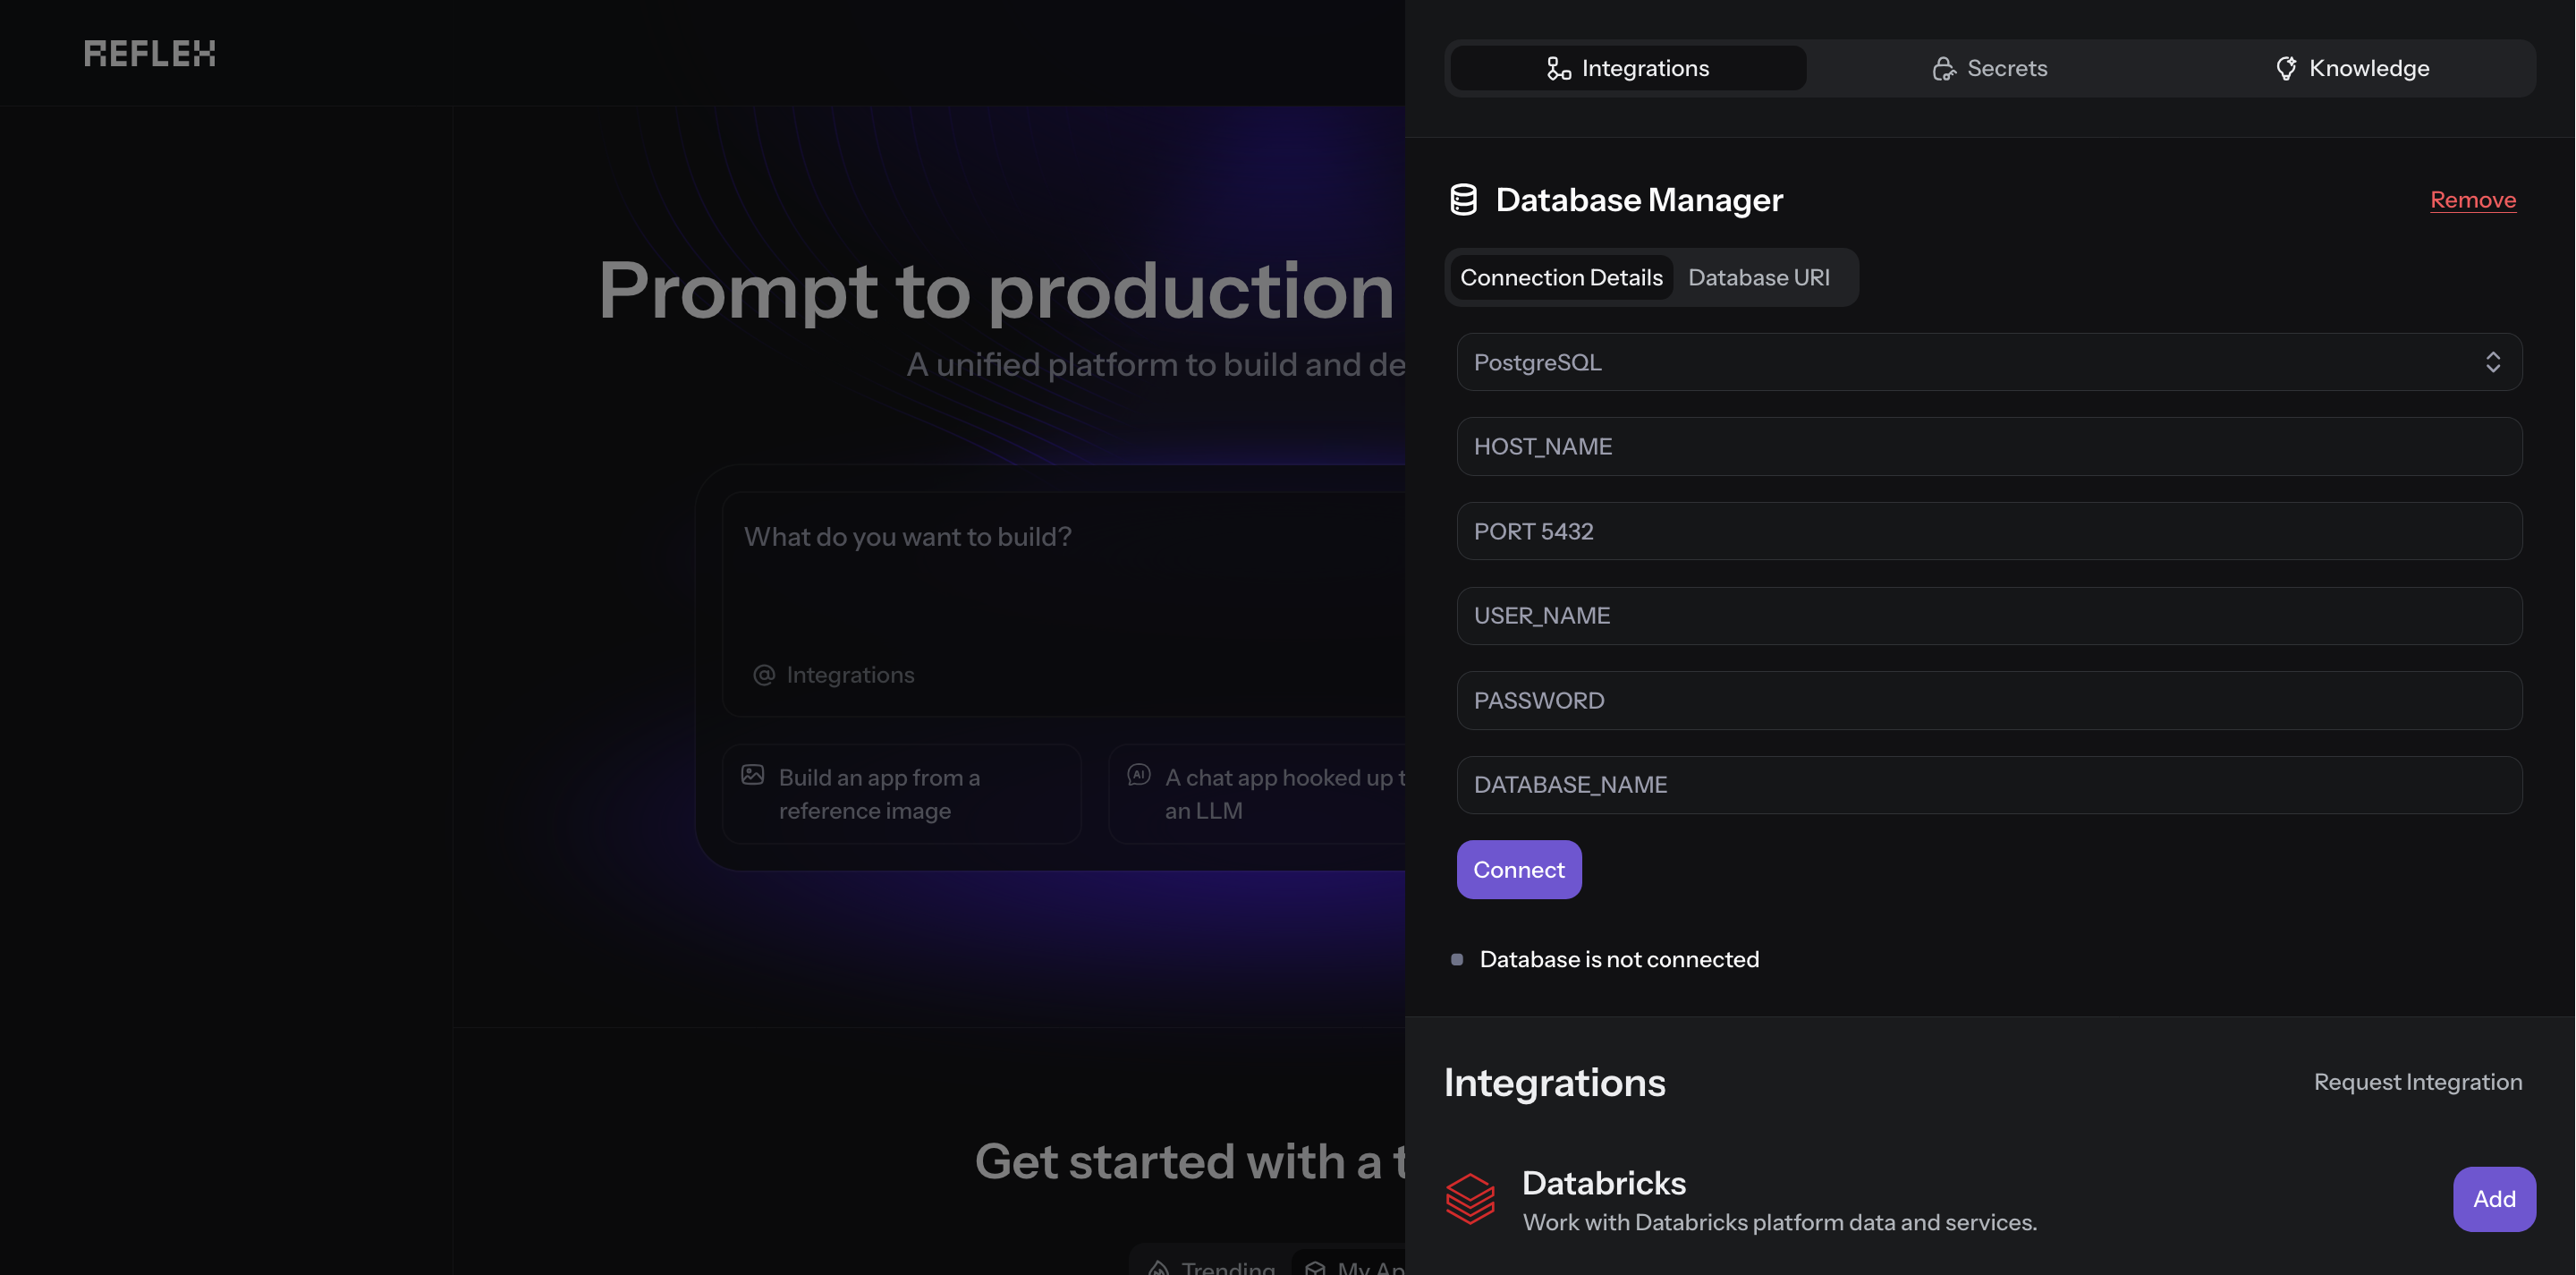 REFLEX
Prompt to production
A unified platform to build and de
What do you want to build?
@ Integrations
Build an app from a
reference image
AI
A chat app hooked up t
an LLM
Get started with a t
Trending
My Ap
Integrations
Secrets
Knowledge
Database Manager
Remove
Connection Details
Database URI
PostgreSQL
HOST_NAME
PORT 5432
USER_NAME
PASSWORD
DATABASE_NAME
Connect
Database is not connected
Integrations
Request Integration
Databricks
Work with Databricks platform data and services.
Add